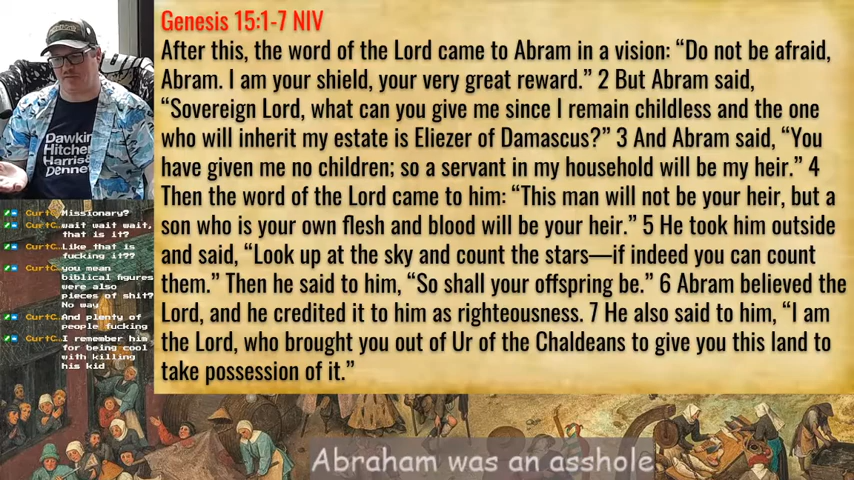 Genesis 15:1-7 NIV
After this, the word of the Lord came to Abram in a vision: “Do not be afraid,
Abram. I am your shield, your very great reward.” 2 But Abram said,
“Sovereign Lord, what can you give me since I remain childless and the one
who will inherit my estate is Eliezer of Damascus?” 3 And Abram said, “You
have given me no children; so a servant in my household will be my heir.” 4
Then the word of the Lord came to him: “This man will not be your heir, but a
son who is your own flesh and blood will be your heir.” 5 He took him outside
and said, “Look up at the sky and count the stars—if indeed you can count
them.” Then he said to him, “So shall your offspring be.” 6 Abram believed the
Lord, and he credited it to him as righteousness. 7 He also said to him, “I am
the Lord, who brought you out of Ur of the Chaldeans to give you this land to
take possession of it.”
Dawkin
Hitchen
Harris
Denne
CurtC… Missionary?
CurtC… wait wait wait,
that is it?
CurtC… Like that is
fucking it??
CurtC… you mean
biblical figures
were also
pieces of shit?
No way
CurtC… And plenty of
people fucking
CurtC… I remember him
for being cool
with killing
his kid
Abraham was an asshole